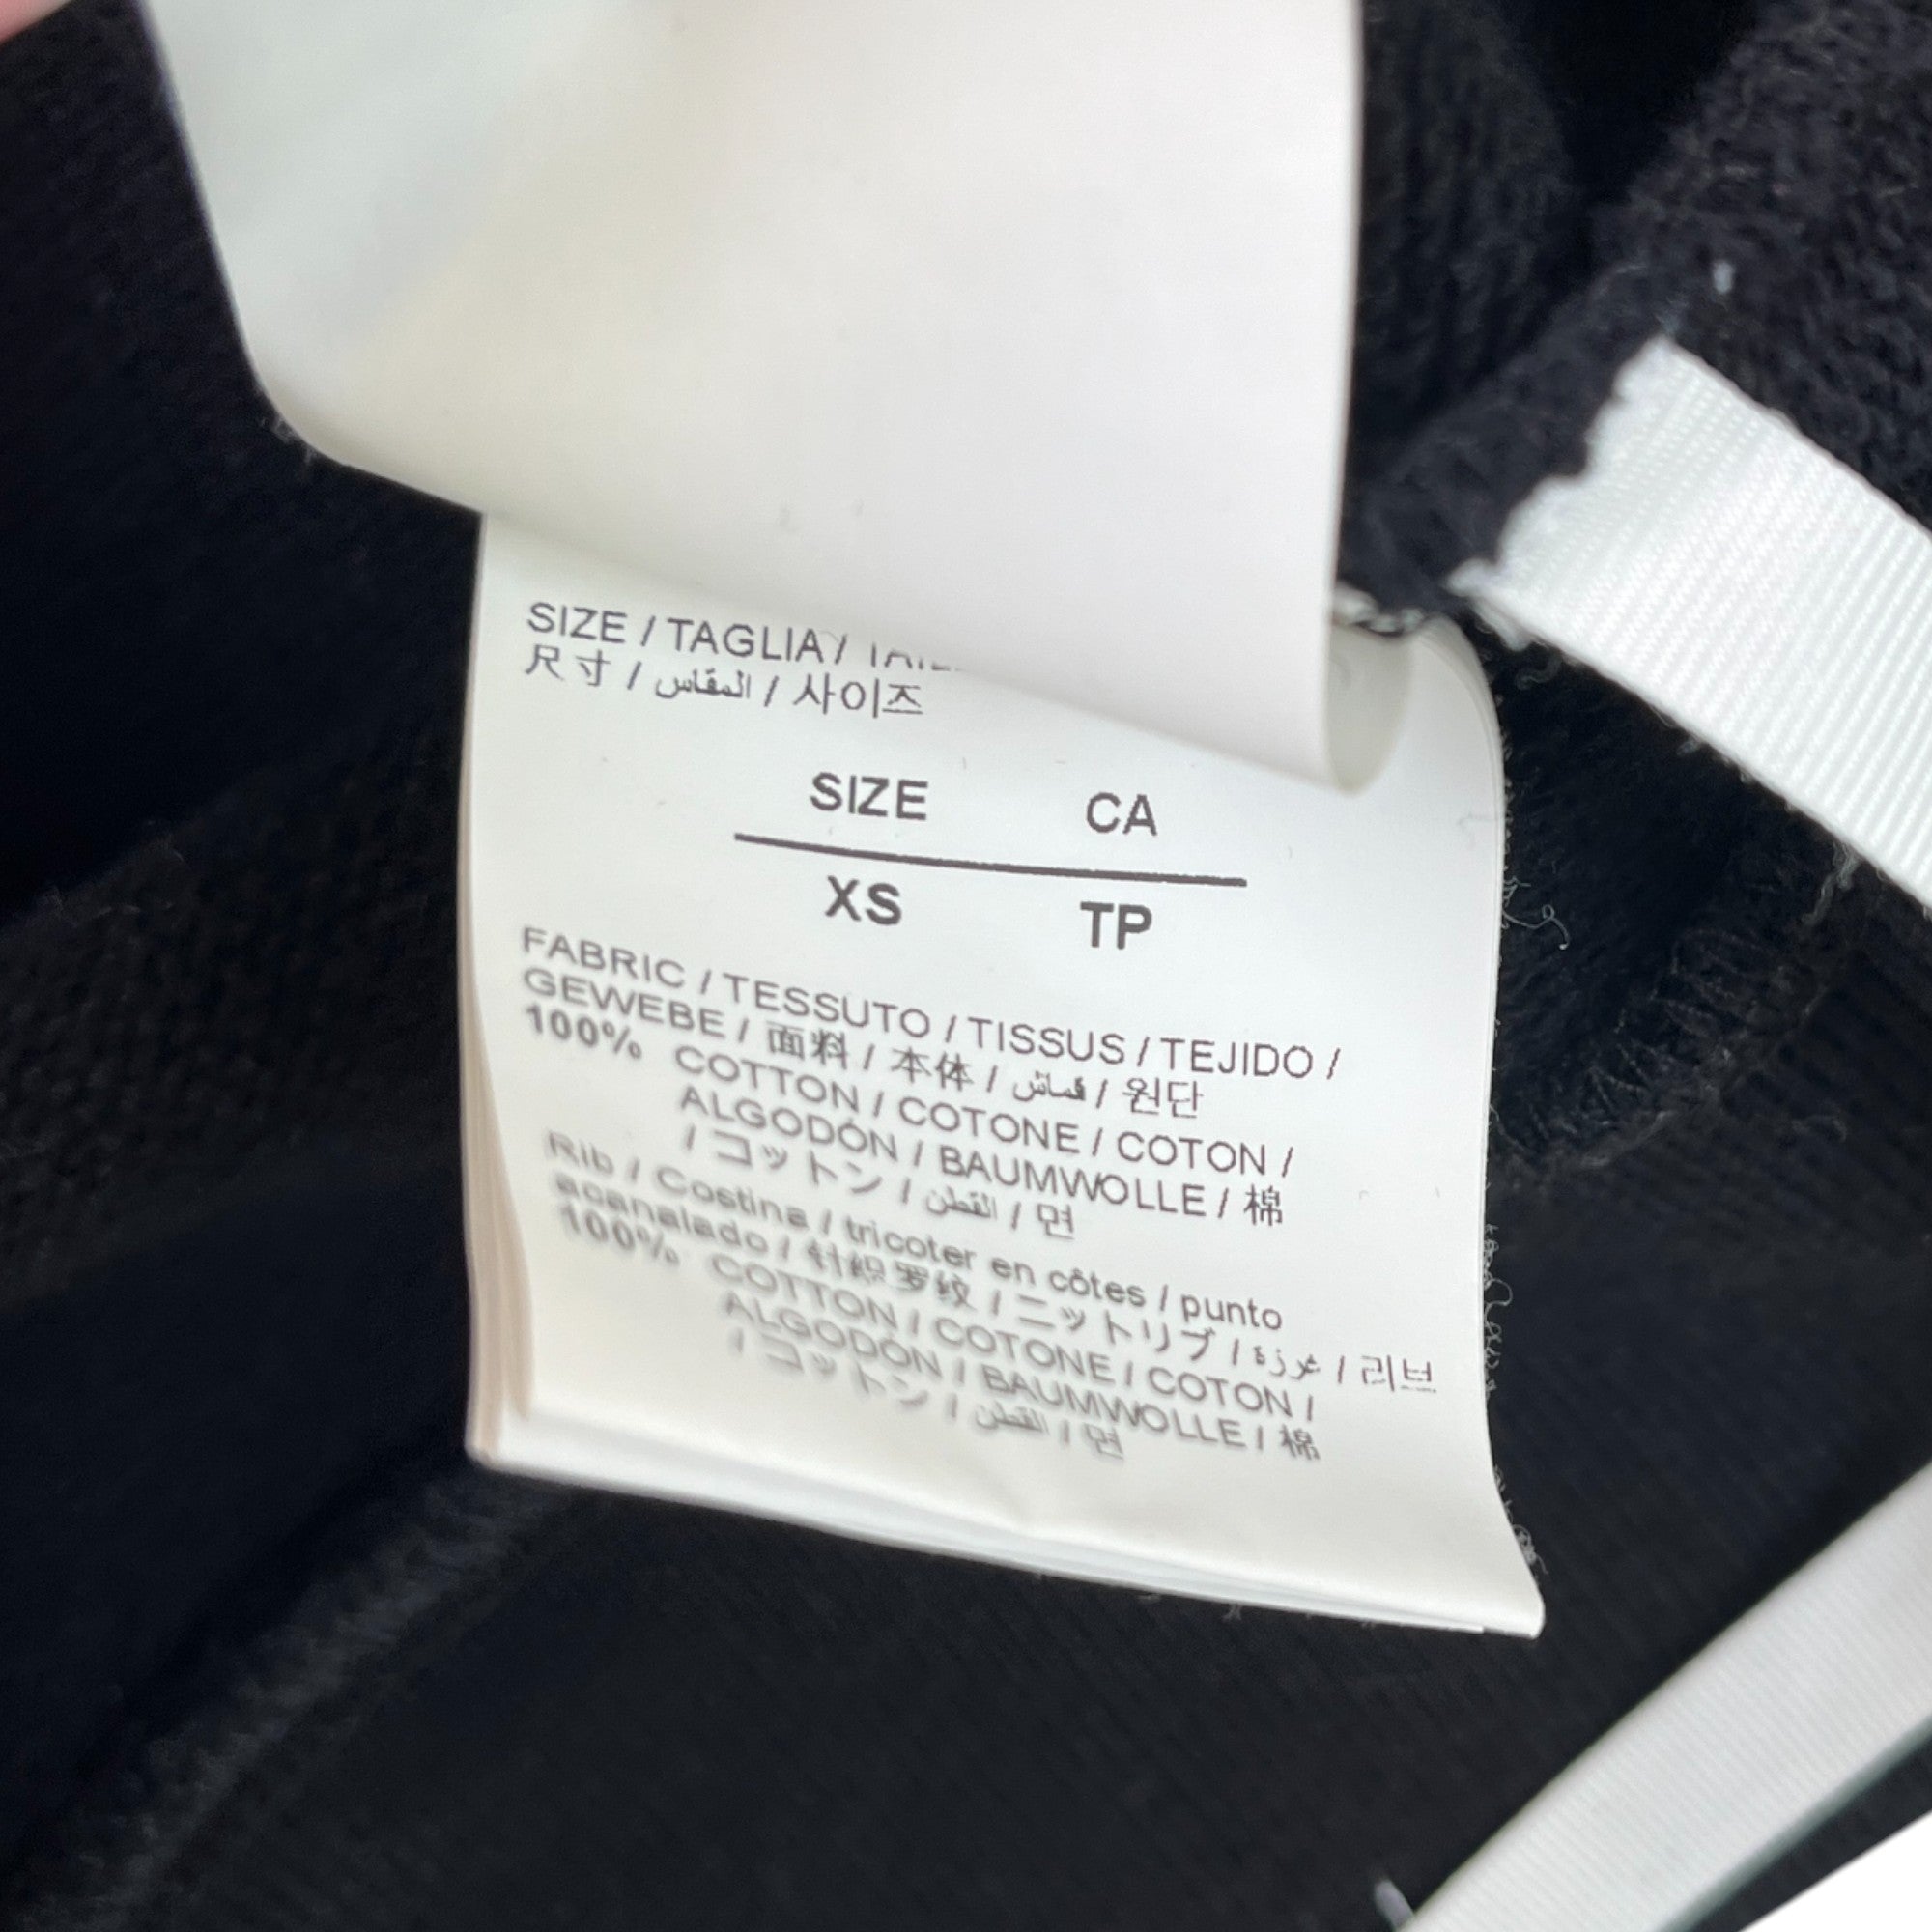 SIZE / TAGLIA /
尺寸 / المقاس / 사이즈
SIZE CA
XS TP
FABRIC / TESSUTO / TISSUS / TEJIDO /
GEWEBE / 面料 / 本体 / قماش / 원단
100% COTTON / COTONE / COTON /
ALGODÓN / BAUMWOLLE / 棉
/ コットン / القطن / 면
Rib / Costina / tricoter en côtes / punto
acanalado / 针织罗纹 / ニットリブ / غرزة / 리브
100% COTTON / COTONE / COTON /
ALGODÓN / BAUMWOLLE / 棉
/ コットン / القطن / 면